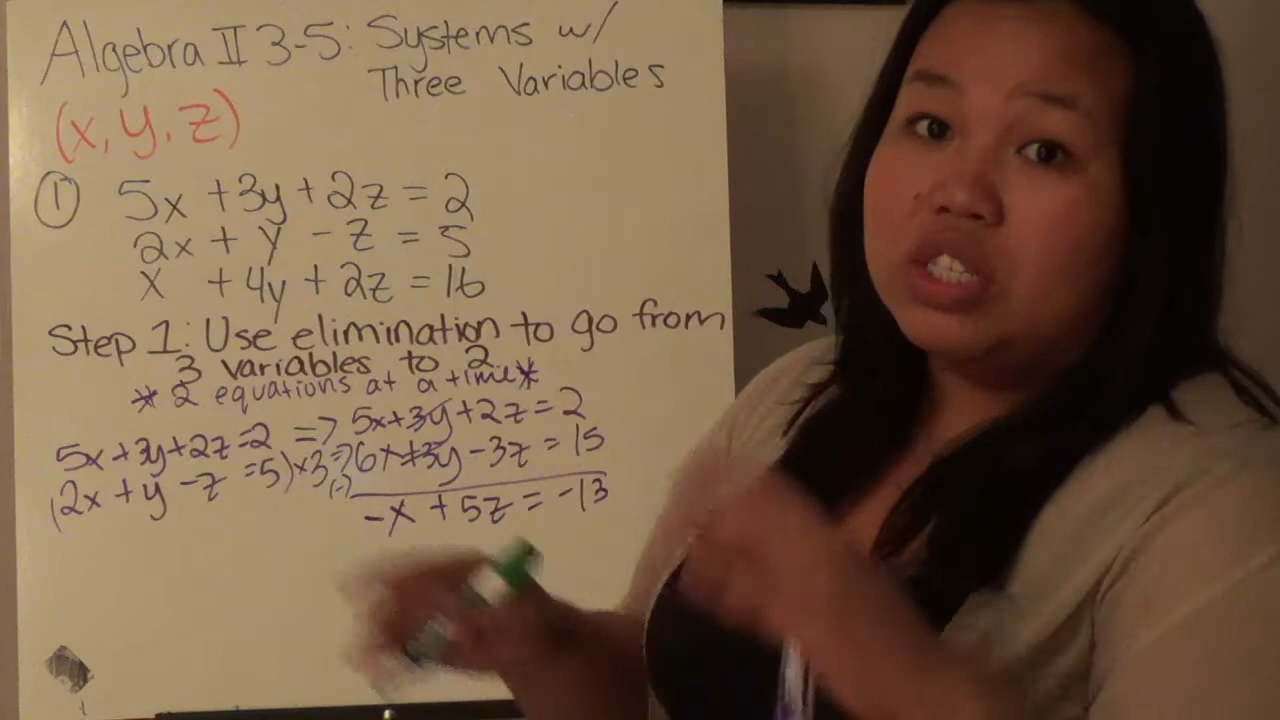 Algebra II 3-5: Systems w/
Three Variables
(x, y, z)
① 5x + 3y + 2z = 2
2x + y - z = 5
x + 4y + 2z = 16
Step 1: Use elimination to go from
3 variables to 2
* 2 equations at a time *
5x + 3y + 2z = 2 => 5x + 3y + 2z = 2
(2x + y - z = 5) x3 => 6x + 3y - 3z = 15
(-)
-x + 5z = -13